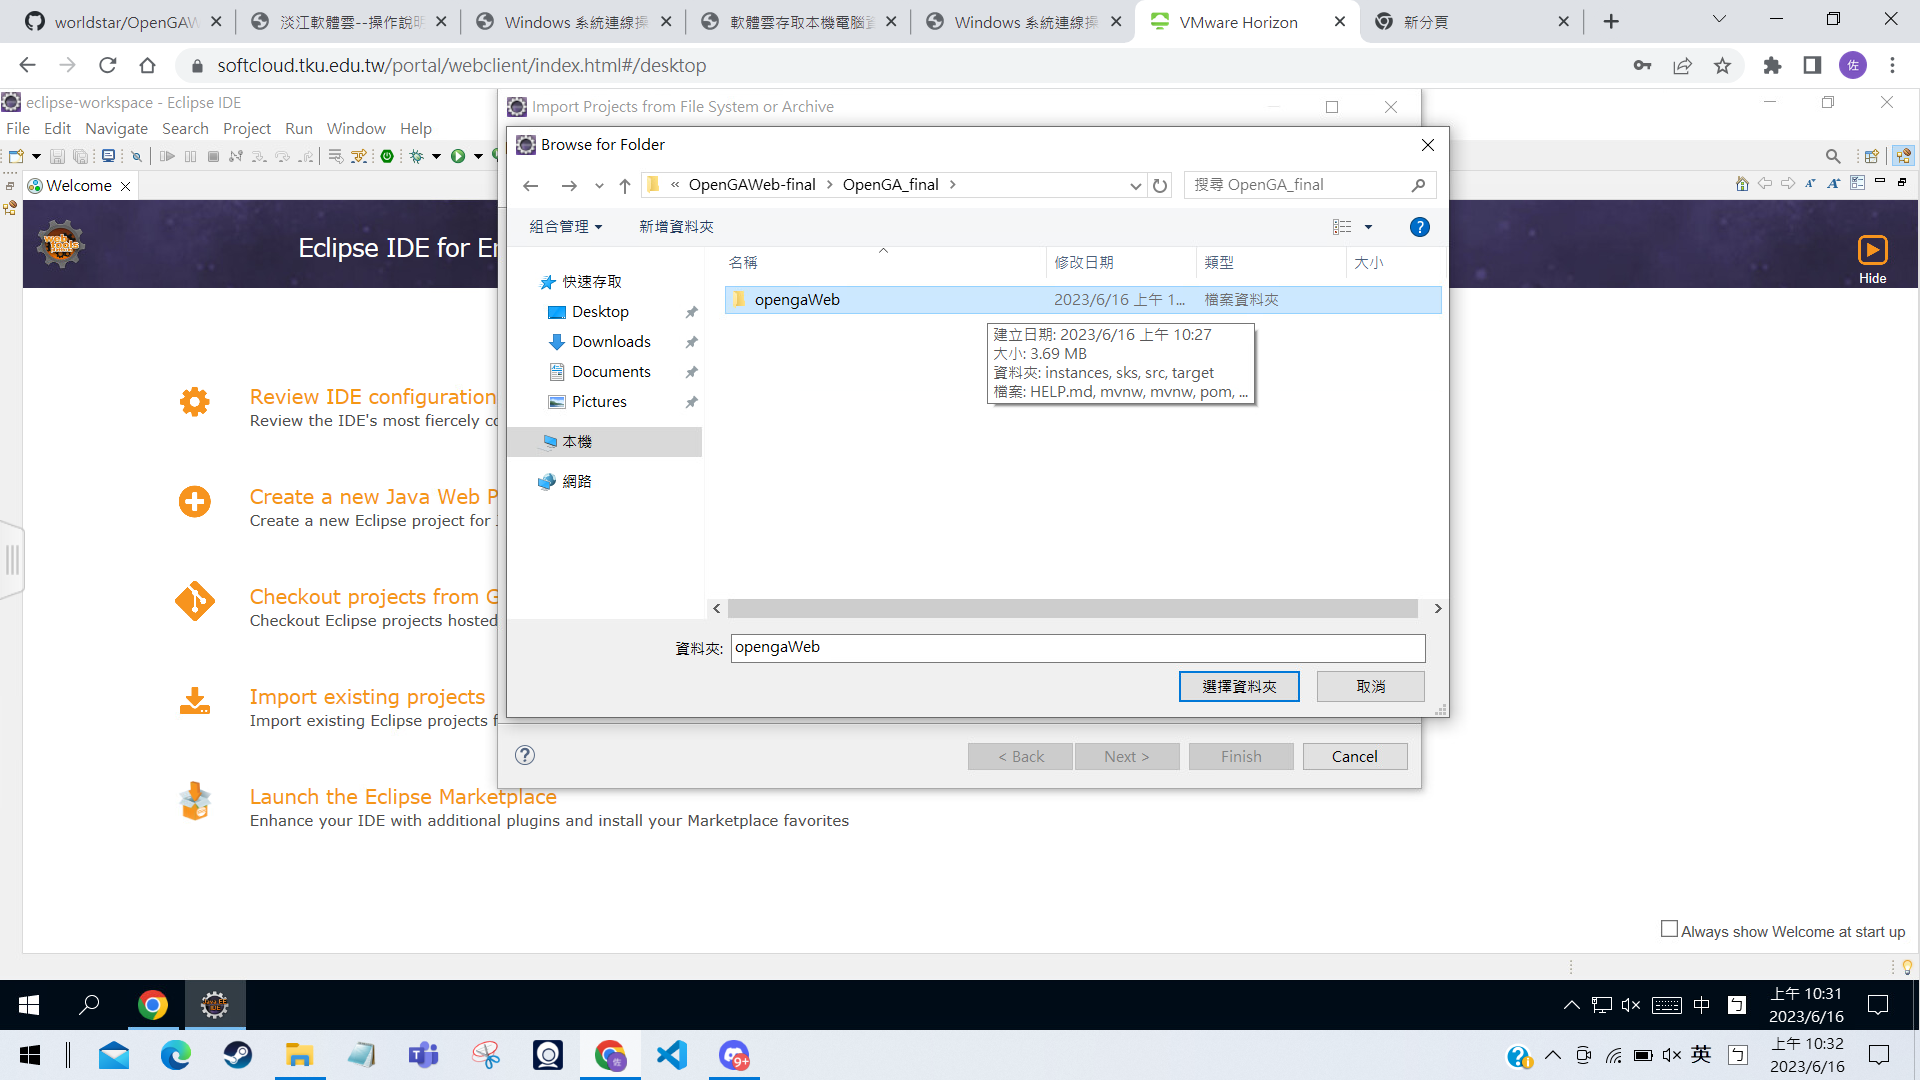 worldstar/OpenGAW
淡江軟體雲--操作說明
Windows 系統連線操
軟體雲存取本機電腦資
Windows 系統連線操
VMware Horizon
新分頁
softcloud.tku.edu.tw/portal/webclient/index.html#/desktop
佐
eclipse-workspace - Eclipse IDE
File Edit Navigate Search Project Run Window Help
Welcome
Import Projects from File System or Archive
Browse for Folder
« OpenGAWeb-final > OpenGA_final >
搜尋 OpenGA_final
組合管理
新增資料夾
名稱
修改日期
類型
大小
快速存取
Desktop
Downloads
Documents
Pictures
本機
網路
opengaWeb
2023/6/16 上午 1...
檔案資料夾
建立日期: 2023/6/16 上午 10:27
大小: 3.69 MB
資料夾: instances, sks, src, target
檔案: HELP.md, mvnw, mvnw, pom, ...
資料夾:
opengaWeb
選擇資料夾
取消
< Back
Next >
Finish
Cancel
Eclipse IDE for Er
Hide
Review IDE configuration
Review the IDE's most fiercely co
Create a new Java Web P
Create a new Eclipse project for
Checkout projects from G
Checkout Eclipse projects hosted
Import existing projects
Import existing Eclipse projects f
Launch the Eclipse Marketplace
Enhance your IDE with additional plugins and install your Marketplace favorites
Always show Welcome at start up
中
ㄅ
上午 10:31
2023/6/16
9+
英
ㄅ
上午 10:32
2023/6/16